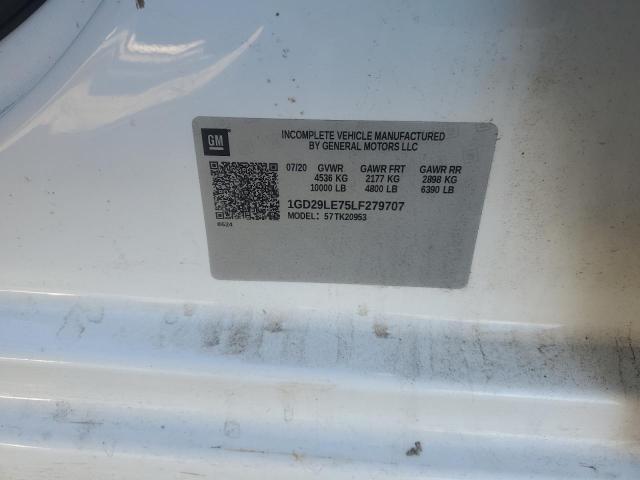 GM
INCOMPLETE VEHICLE MANUFACTURED
BY GENERAL MOTORS LLC
07/20 GVWR GAWR FRT GAWR RR
4536 KG 2177 KG 2898 KG
10000 LB 4800 LB 6390 LB
1GD29LE75LF279707
MODEL: 57TK20953
6624